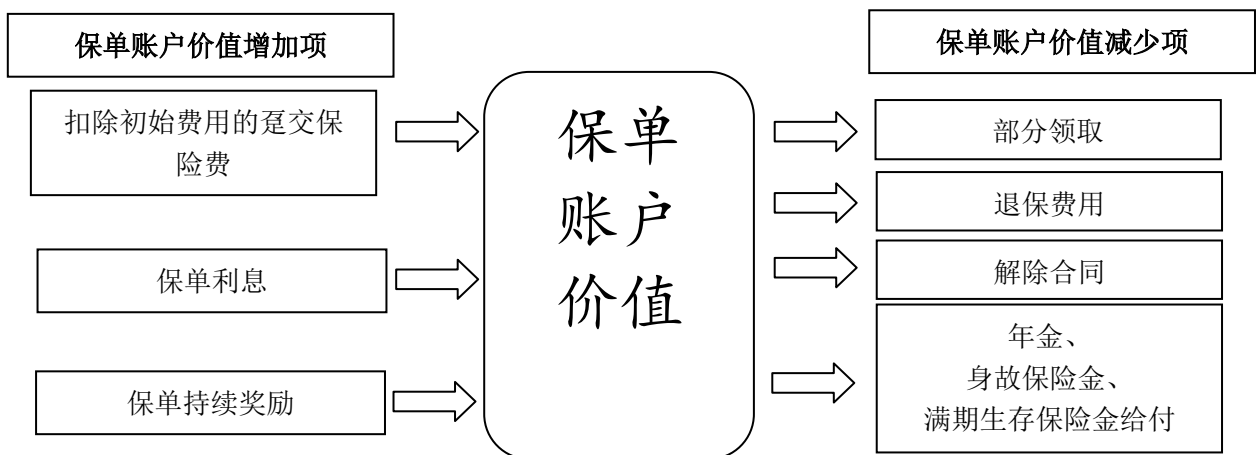 保单账户价值增加项
扣除初始费用的趸交保
险费
保单利息
保单持续奖励
保单
账户
价值
保单账户价值减少项
部分领取
退保费用
解除合同
年金、
身故保险金、
满期生存保险金给付